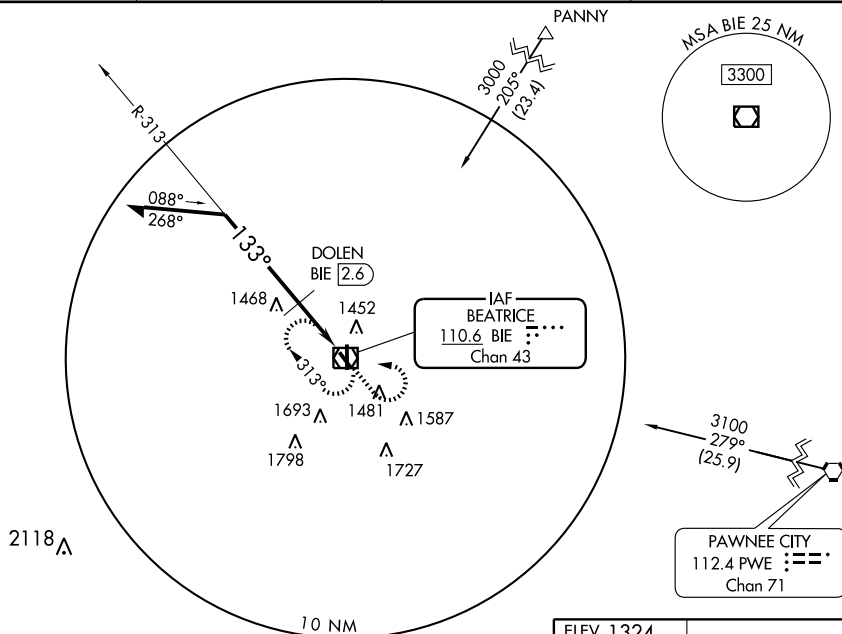 PANNY
3000
205°
(23.4)
MSA BIE 25 NM
3300
R-313
088°
268°
133°
DOLEN
BIE 2.6
1468
1452
IAF
BEATRICE
110.6 BIE
Chan 43
313°
1693
1481
1587
1798
1727
3100
279°
(25.9)
2118
PAWNEE CITY
112.4 PWE
Chan 71
10 NM
ELEV 1324